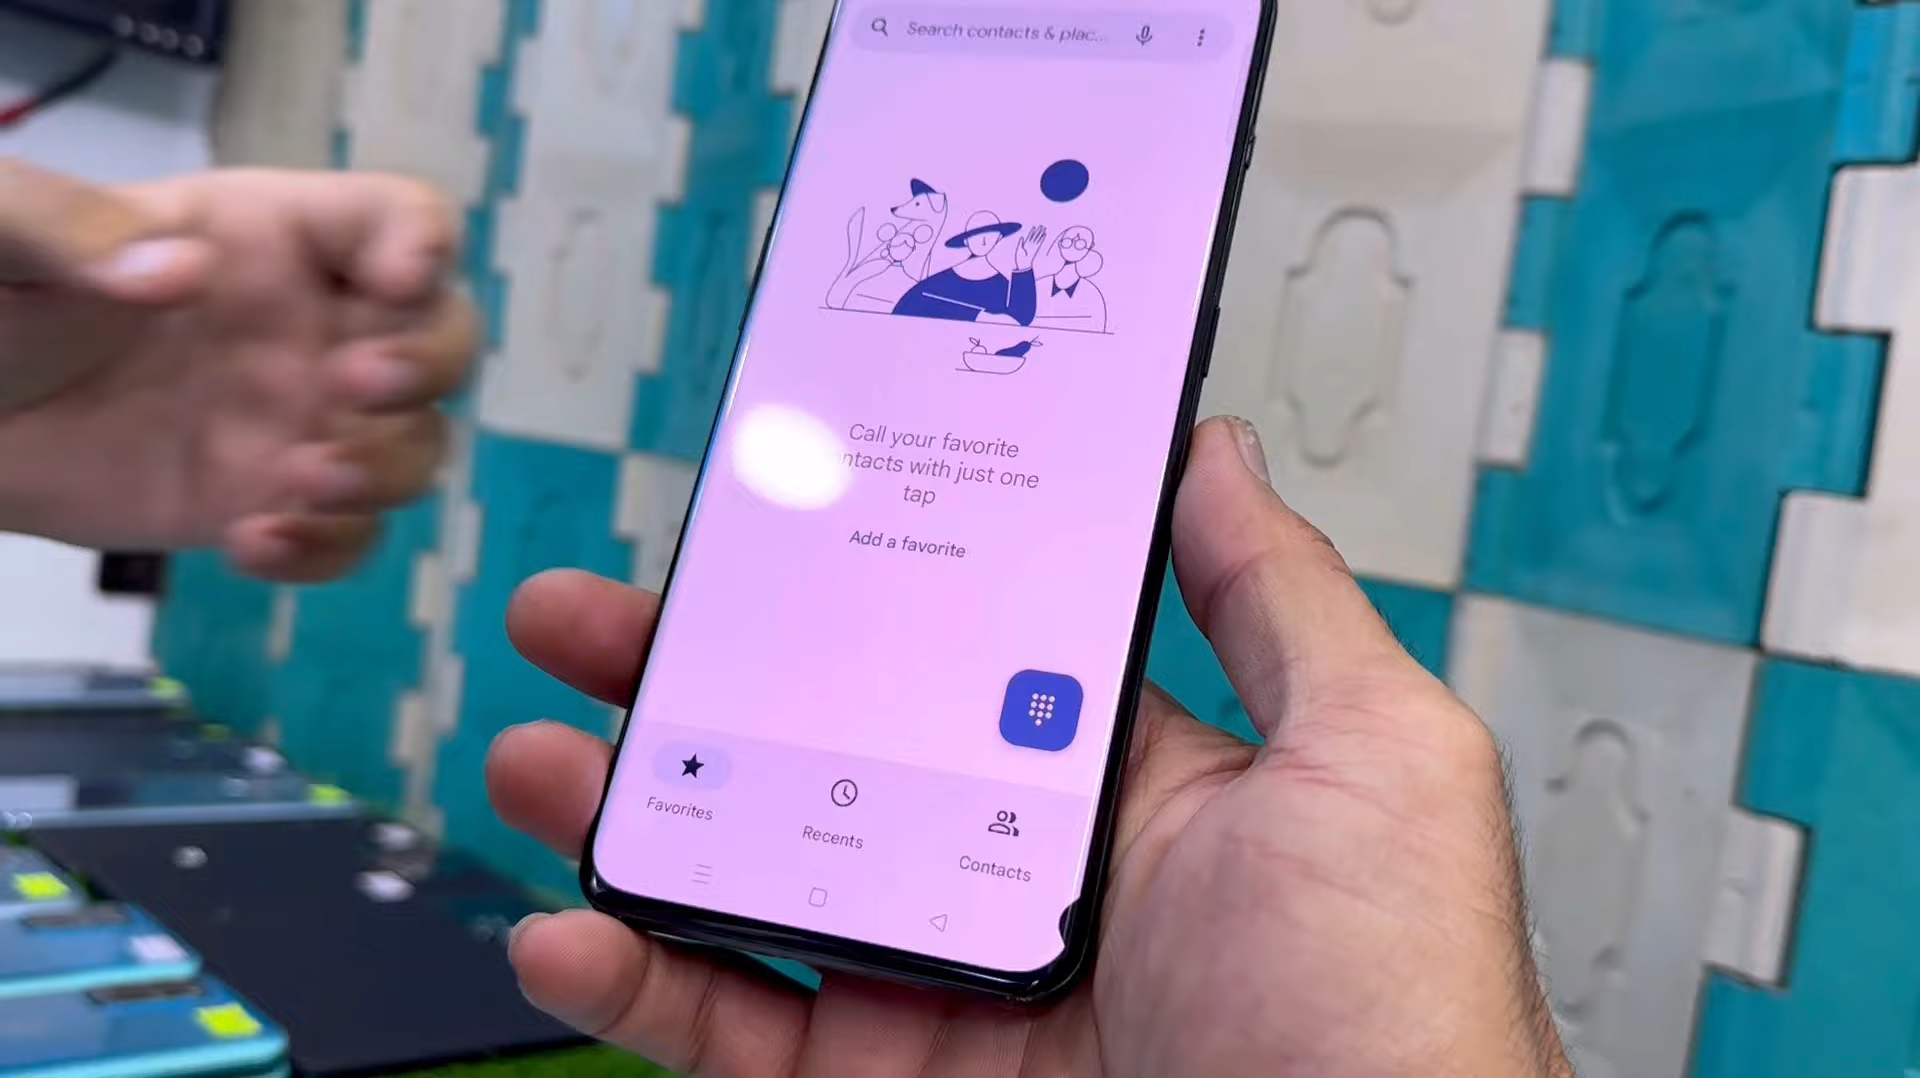 Search contacts & plac...
Call your favorite
ntacts with just one
tap
Add a favorite
Favorites
Recents
Contacts